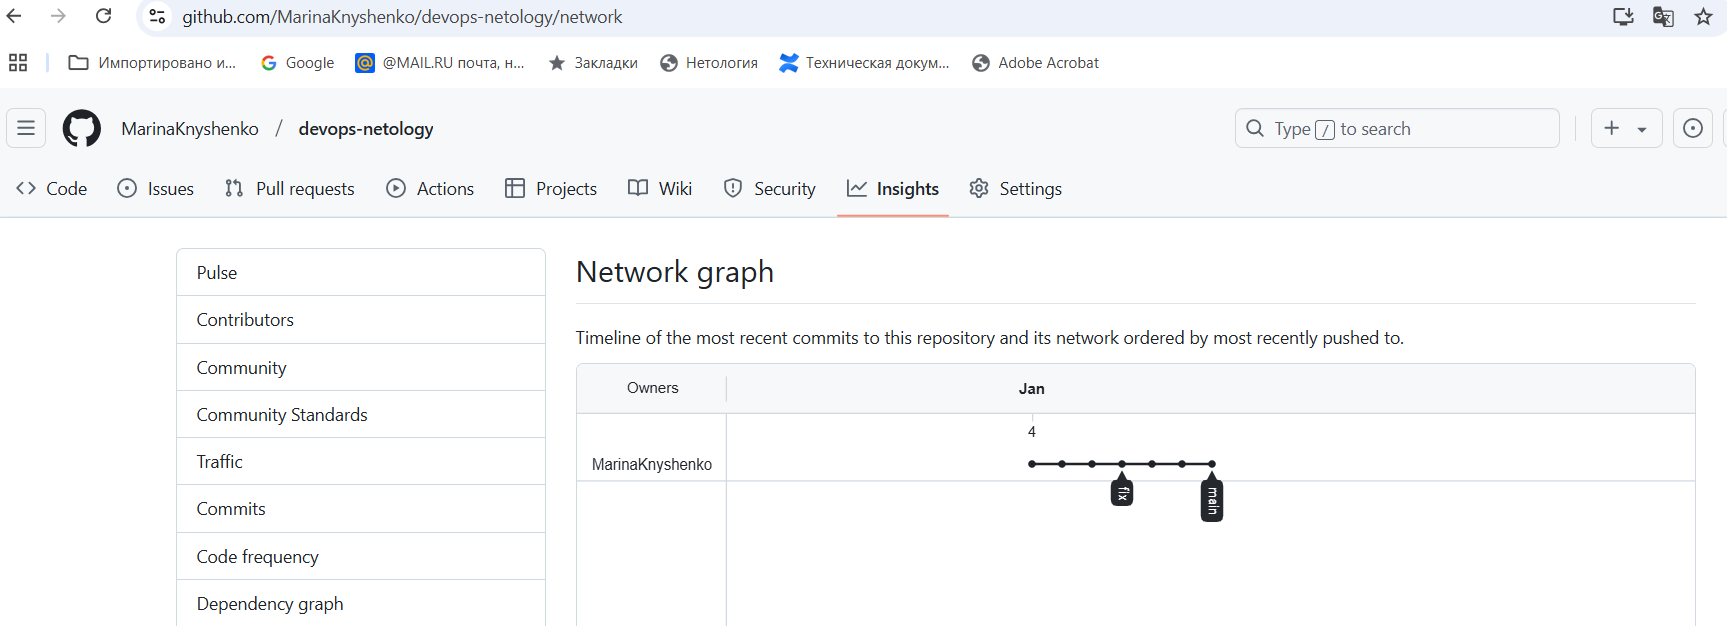 github.com/MarinaKnyshenko/devops-netology/network
Импортировано и... Google @MAIL.RU почта, н... Закладки Нетология Техническая докум... Adobe Acrobat
MarinaKnyshenko / devops-netology Type / to search
Code Issues Pull requests Actions Projects Wiki Security Insights Settings
Pulse
Contributors
Community
Community Standards
Traffic
Commits
Code frequency
Dependency graph
Network graph
Timeline of the most recent commits to this repository and its network ordered by most recently pushed to.
Owners Jan
4
MarinaKnyshenko
fix
main